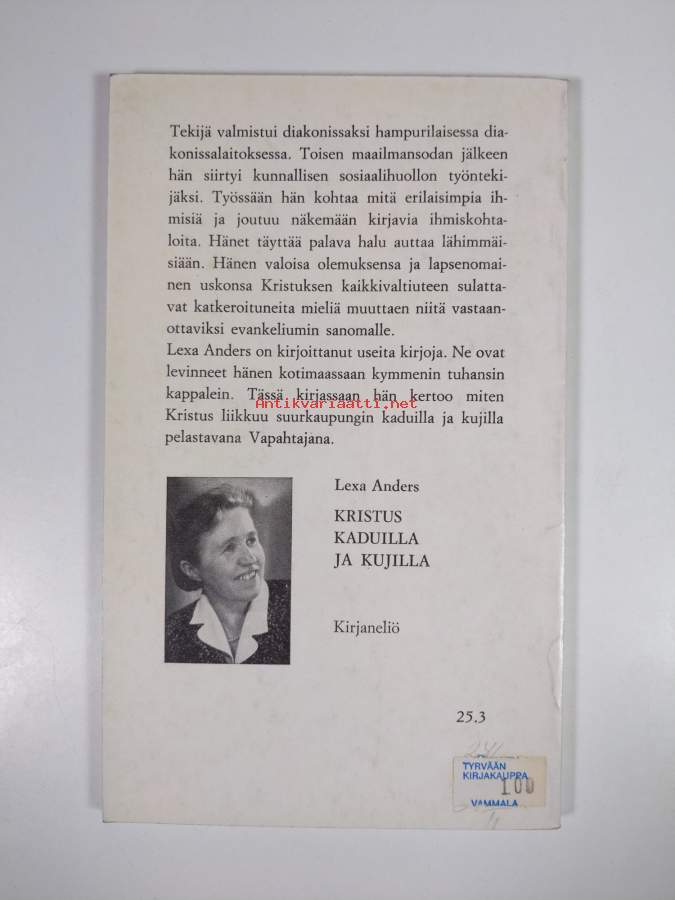 Tekijä valmistui diakonissaksi hampurilaisessa dia-
konissalaitoksessa. Toisen maailmansodan jälkeen
hän siirtyi kunnallisen sosiaalihuollon työnteki-
jäksi. Työssään hän kohtaa mitä erilaisimpia ih-
misiä ja joutuu näkemään kirjavia ihmiskohta-
loita. Hänet täyttää palava halu auttaa lähimmäi-
siään. Hänen valoisa olemuksensa ja lapsenomai-
nen uskonsa Kristuksen kaikkivaltiuteen sulatta-
vat katkeroituneita mieliä muuttaen niitä vastaan-
ottaviksi evankeliumin sanomalle.
Lexa Anders on kirjoittanut useita kirjoja. Ne ovat
levinneet hänen kotimaassaan kymmenin tuhansin
kappalein. Tässä kirjassaan hän kertoo miten
Antikvariaatti.net
Kristus liikkuu suurkaupungin kaduilla ja kujilla
pelastavana Vapahtajana.
Lexa Anders
KRISTUS
KADUILLA
JA KUJILLA
Kirjaneliö
25.3
TYRVÄÄN
KIRJAKAUPPA
100
VAMMALA